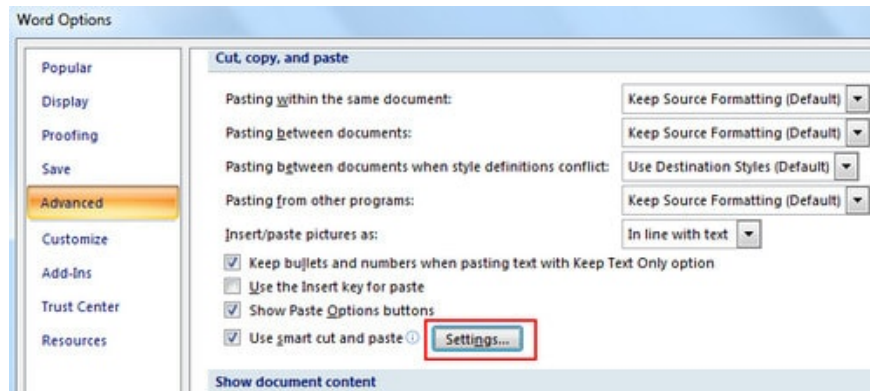 Word Options
Popular
Display
Proofing
Save
Advanced
Customize
Add-Ins
Trust Center
Resources
Cut, copy, and paste
Pasting within the same document: Keep Source Formatting (Default)
Pasting between documents: Keep Source Formatting (Default)
Pasting between documents when style definitions conflict: Use Destination Styles (Default)
Pasting from other programs: Keep Source Formatting (Default)
Insert/paste pictures as: In line with text
Keep bullets and numbers when pasting text with Keep Text Only option
Use the Insert key for paste
Show Paste Options buttons
Use smart cut and paste Settings...
Show document content